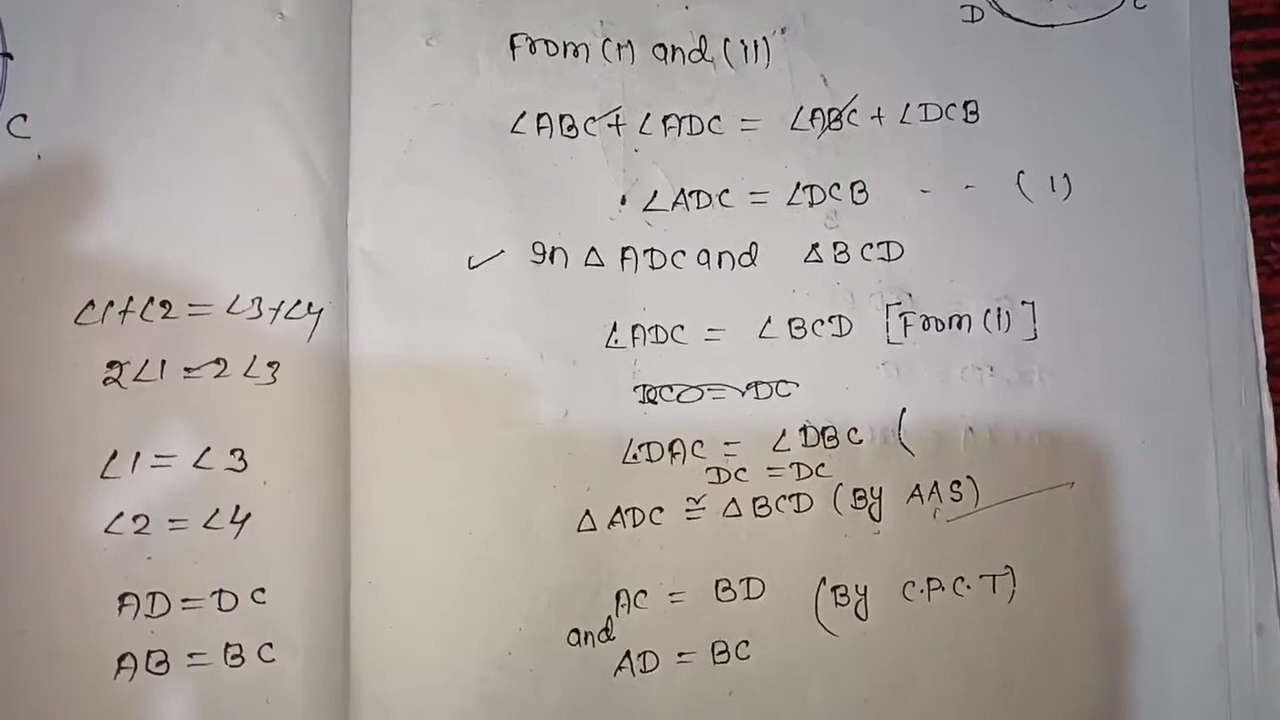 D C
C
From (I) and (II)
∠ABC + ∠ADC = ∠ABC + ∠DCB
∠ADC = ∠DCB - - (1)
✓ In △ ADC and △ BCD
∠ADC = ∠BCD [From (1)]
DC = DC
∠DAC = ∠DBC (
DC = DC
△ ADC ≅ △ BCD (By AAS)
AC = BD (By C.P.C.T)
and
AD = BC
∠1+∠2 = ∠3+∠4
2∠1 = 2∠3
∠1 = ∠3
∠2 = ∠4
AD = DC
AB = BC